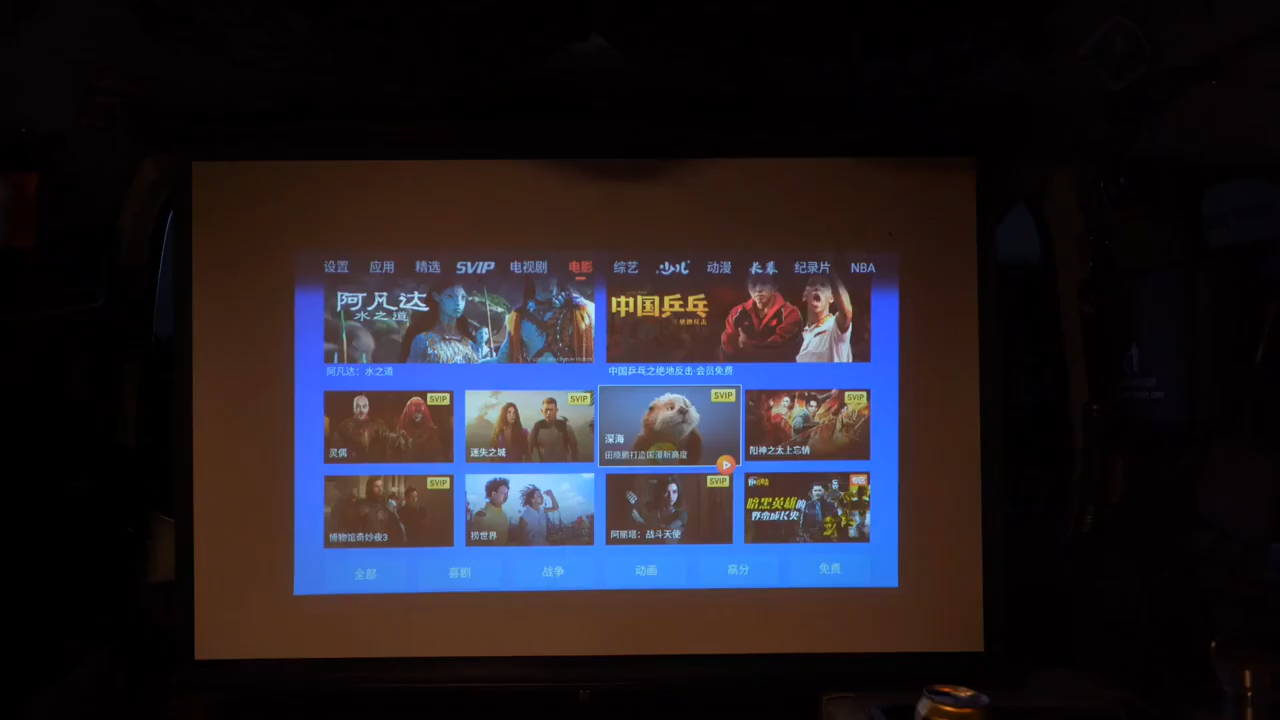 设置 应用 精选 SVIP 电视剧 电影 综艺 少儿 动漫 长幕 纪录片 NBA
阿凡达
水之道
中国乒乓
绝地反击
阿凡达：水之道
中国乒乓之绝地反击·会员免费
SVIP
灵偶
SVIP
迷失之城
SVIP
深海
田晓鹏打造国漫新高度
SVIP
阳神之太上忘情
SVIP
博物馆奇妙夜3
捞世界
SVIP
阿丽塔：战斗天使
暗黑英雄的
野蛮成长史
全部 喜剧 战争 动画 高分 免费